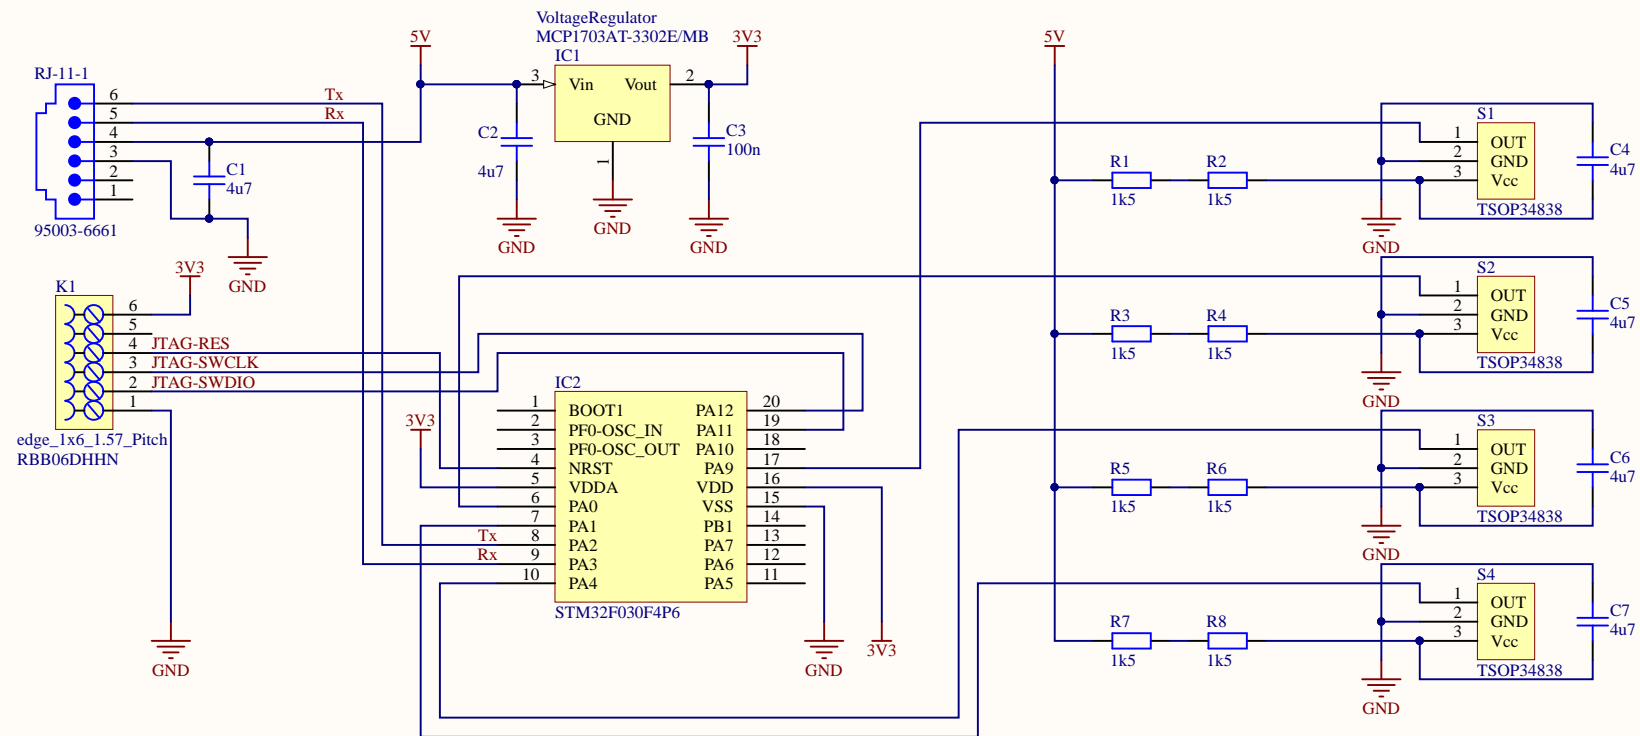 VoltageRegulator
MCP1703AT-3302E/MB
IC1
5V
3V3
3
Vin
Vout
2
GND
1
GND
C2
4u7
GND
C3
100n
GND
RJ-11-1
6
5
4
3
2
1
95003-6661
Tx
Rx
C1
4u7
GND
K1
3V3
6
5
4
3
2
1
JTAG-RES
JTAG-SWCLK
JTAG-SWDIO
edge_1x6_1.57_Pitch
RBB06DHHN
GND
IC2
3V3
1 BOOT1 PA12 20
2 PF0-OSC_IN PA11 19
3 PF0-OSC_OUT PA10 18
4 NRST PA9 17
5 VDDA VDD 16
6 PA0 VSS 15
7 PA1 PB1 14
Tx 8 PA2 PA7 13
Rx 9 PA3 PA6 12
10 PA4 PA5 11
STM32F030F4P6
GND
3V3
5V
R1
1k5
R2
1k5
S1
1 OUT
2 GND
3 Vcc
TSOP34838
C4
4u7
GND
R3
1k5
R4
1k5
S2
1 OUT
2 GND
3 Vcc
TSOP34838
C5
4u7
GND
R5
1k5
R6
1k5
S3
1 OUT
2 GND
3 Vcc
TSOP34838
C6
4u7
GND
R7
1k5
R8
1k5
S4
1 OUT
2 GND
3 Vcc
TSOP34838
C7
4u7
GND